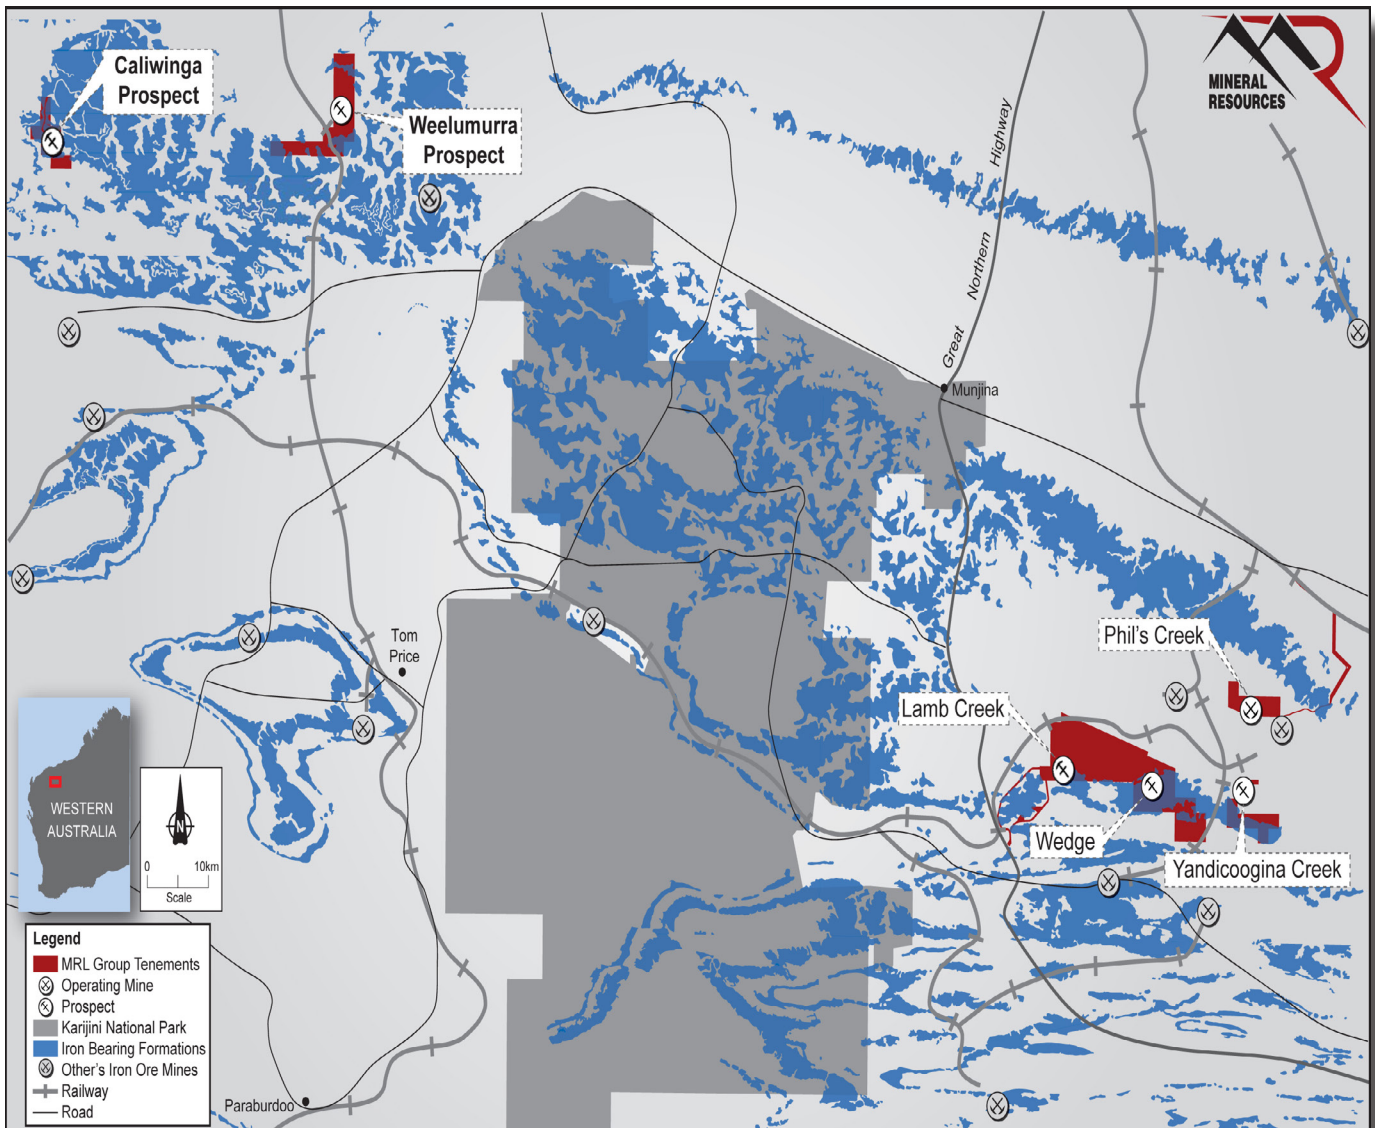 Caliwinga
Prospect
Weelumurra
Prospect
MINERAL
RESOURCES
Great Northern Highway
Munjina
Phil's Creek
Lamb Creek
Wedge
Yandicoogina Creek
Tom
Price
WESTERN
AUSTRALIA
N
0 10km
Scale
Legend
MRL Group Tenements
Operating Mine
Prospect
Karijini National Park
Iron Bearing Formations
Other's Iron Ore Mines
Railway
Road
Paraburdoo